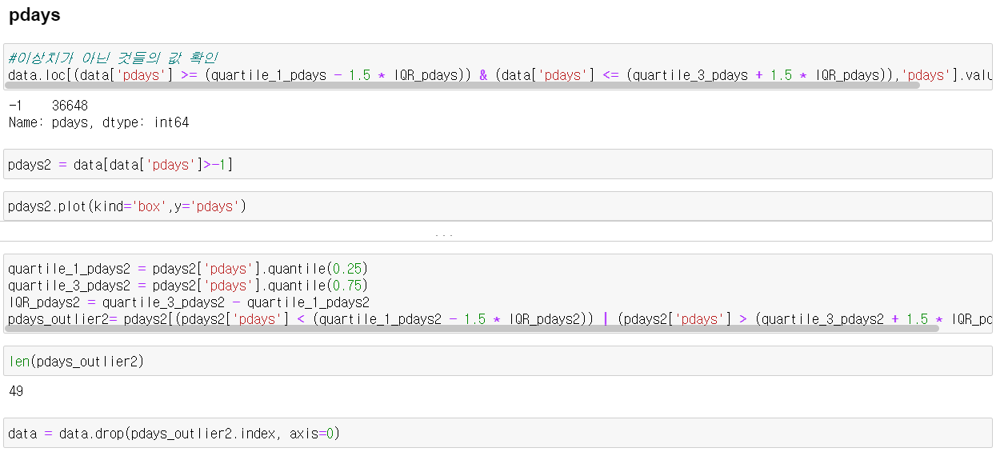 pdays
#이상치가 아닌 것들의 값 확인
data.loc[(data['pdays'] >= (quartile_1_pdays - 1.5 * IQR_pdays)) & (data['pdays'] <= (quartile_3_pdays + 1.5 * IQR_pdays)),'pdays'].valu
-1    36648
Name: pdays, dtype: int64
pdays2 = data[data['pdays']>-1]
pdays2.plot(kind='box',y='pdays')
...
quartile_1_pdays2 = pdays2['pdays'].quantile(0.25)
quartile_3_pdays2 = pdays2['pdays'].quantile(0.75)
IQR_pdays2 = quartile_3_pdays2 - quartile_1_pdays2
pdays_outlier2= pdays2[(pdays2['pdays'] < (quartile_1_pdays2 - 1.5 * IQR_pdays2)) | (pdays2['pdays'] > (quartile_3_pdays2 + 1.5 * IQR_pd
len(pdays_outlier2)
49
data = data.drop(pdays_outlier2.index, axis=0)